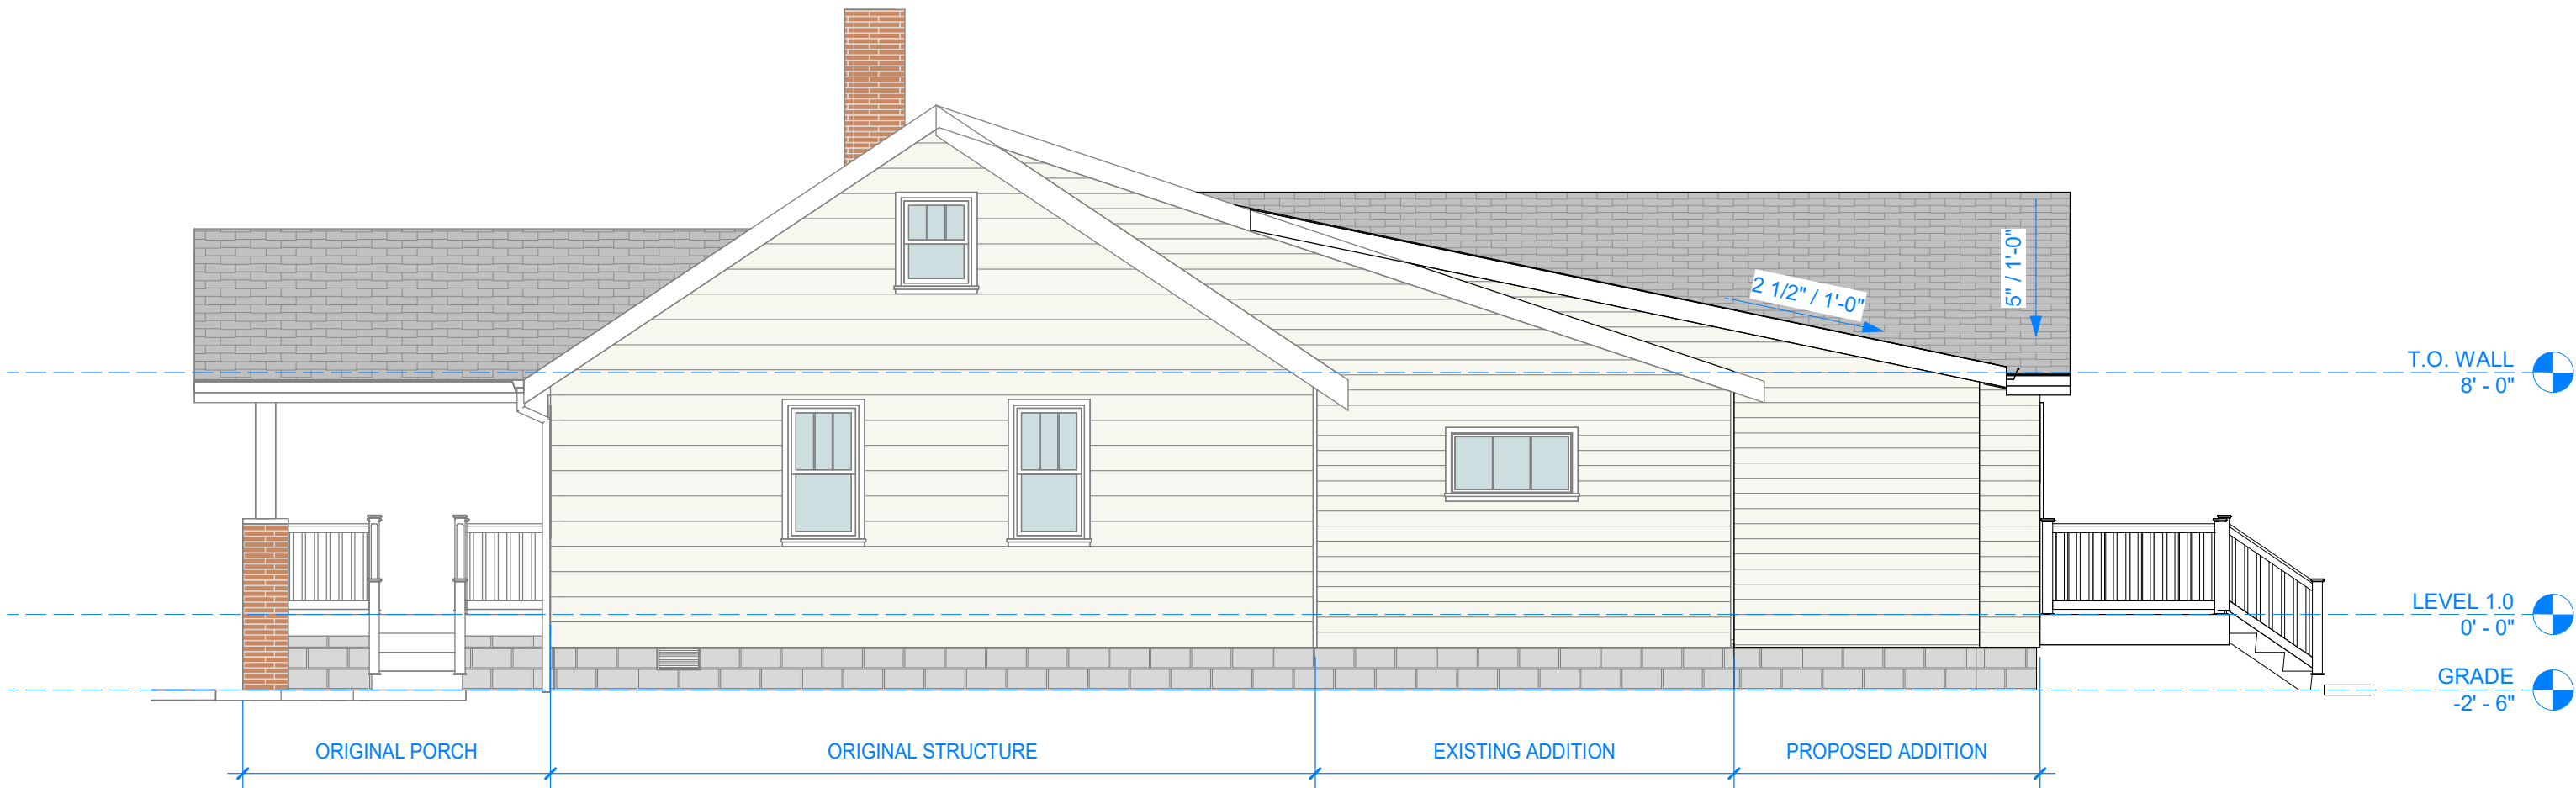 5" / 1'-0"
2 1/2" / 1'-0"
T.O. WALL
8' - 0"
LEVEL 1.0
0' - 0"
GRADE
-2' - 6"
ORIGINAL PORCH
ORIGINAL STRUCTURE
EXISTING ADDITION
PROPOSED ADDITION